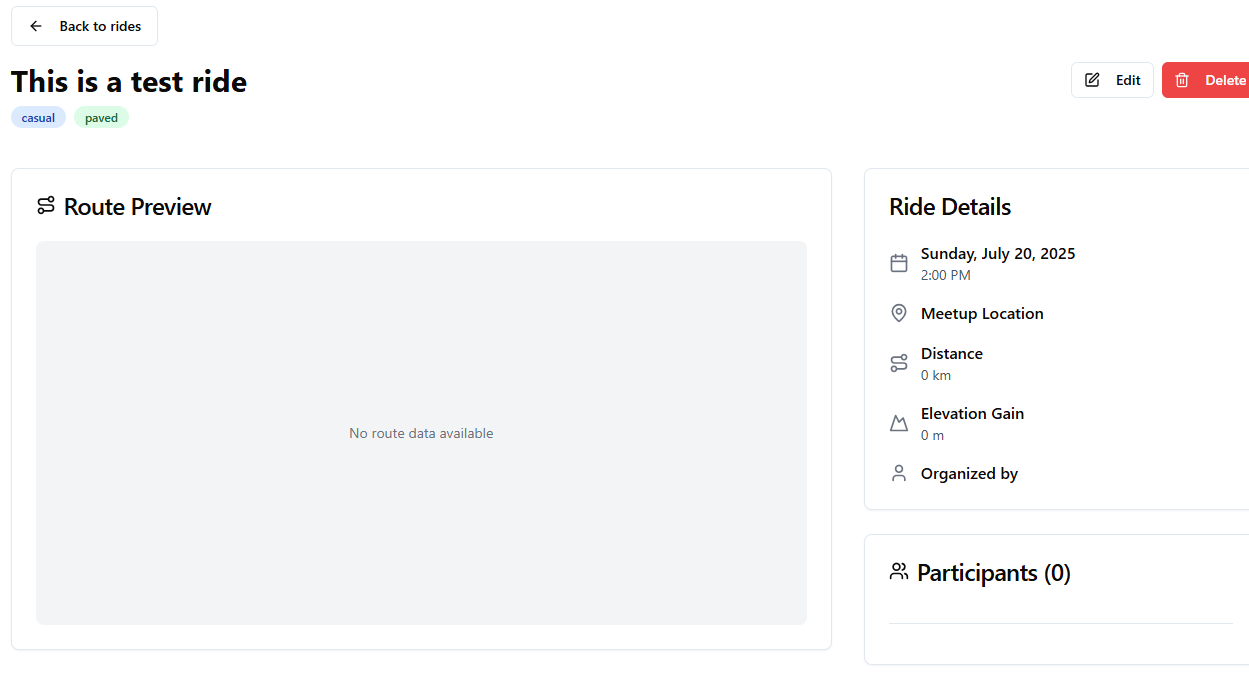 Back to rides
This is a test ride
Edit
Delete
casual
paved
Route Preview
No route data available
Ride Details
Sunday, July 20, 2025
2:00 PM
Meetup Location
Distance
0 km
Elevation Gain
0 m
Organized by
Participants (0)